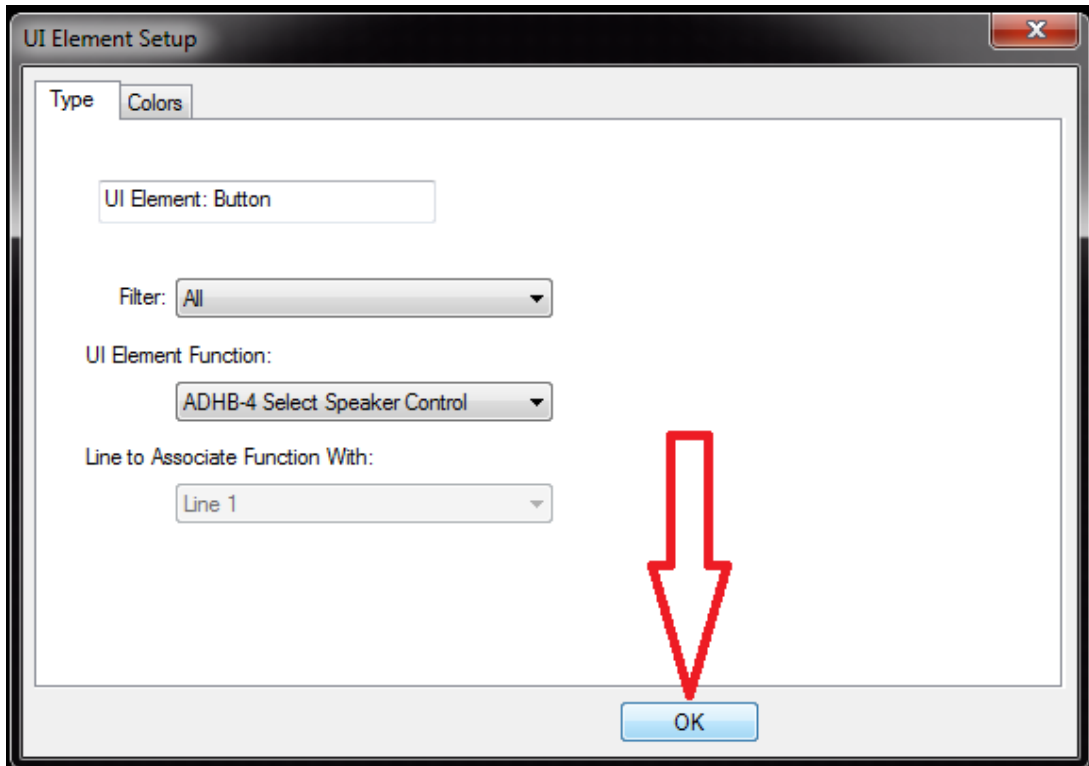 UI Element Setup
Type
Colors
UI Element: Button
Filter: All
UI Element Function:
ADHB-4 Select Speaker Control
Line to Associate Function With:
Line 1
OK